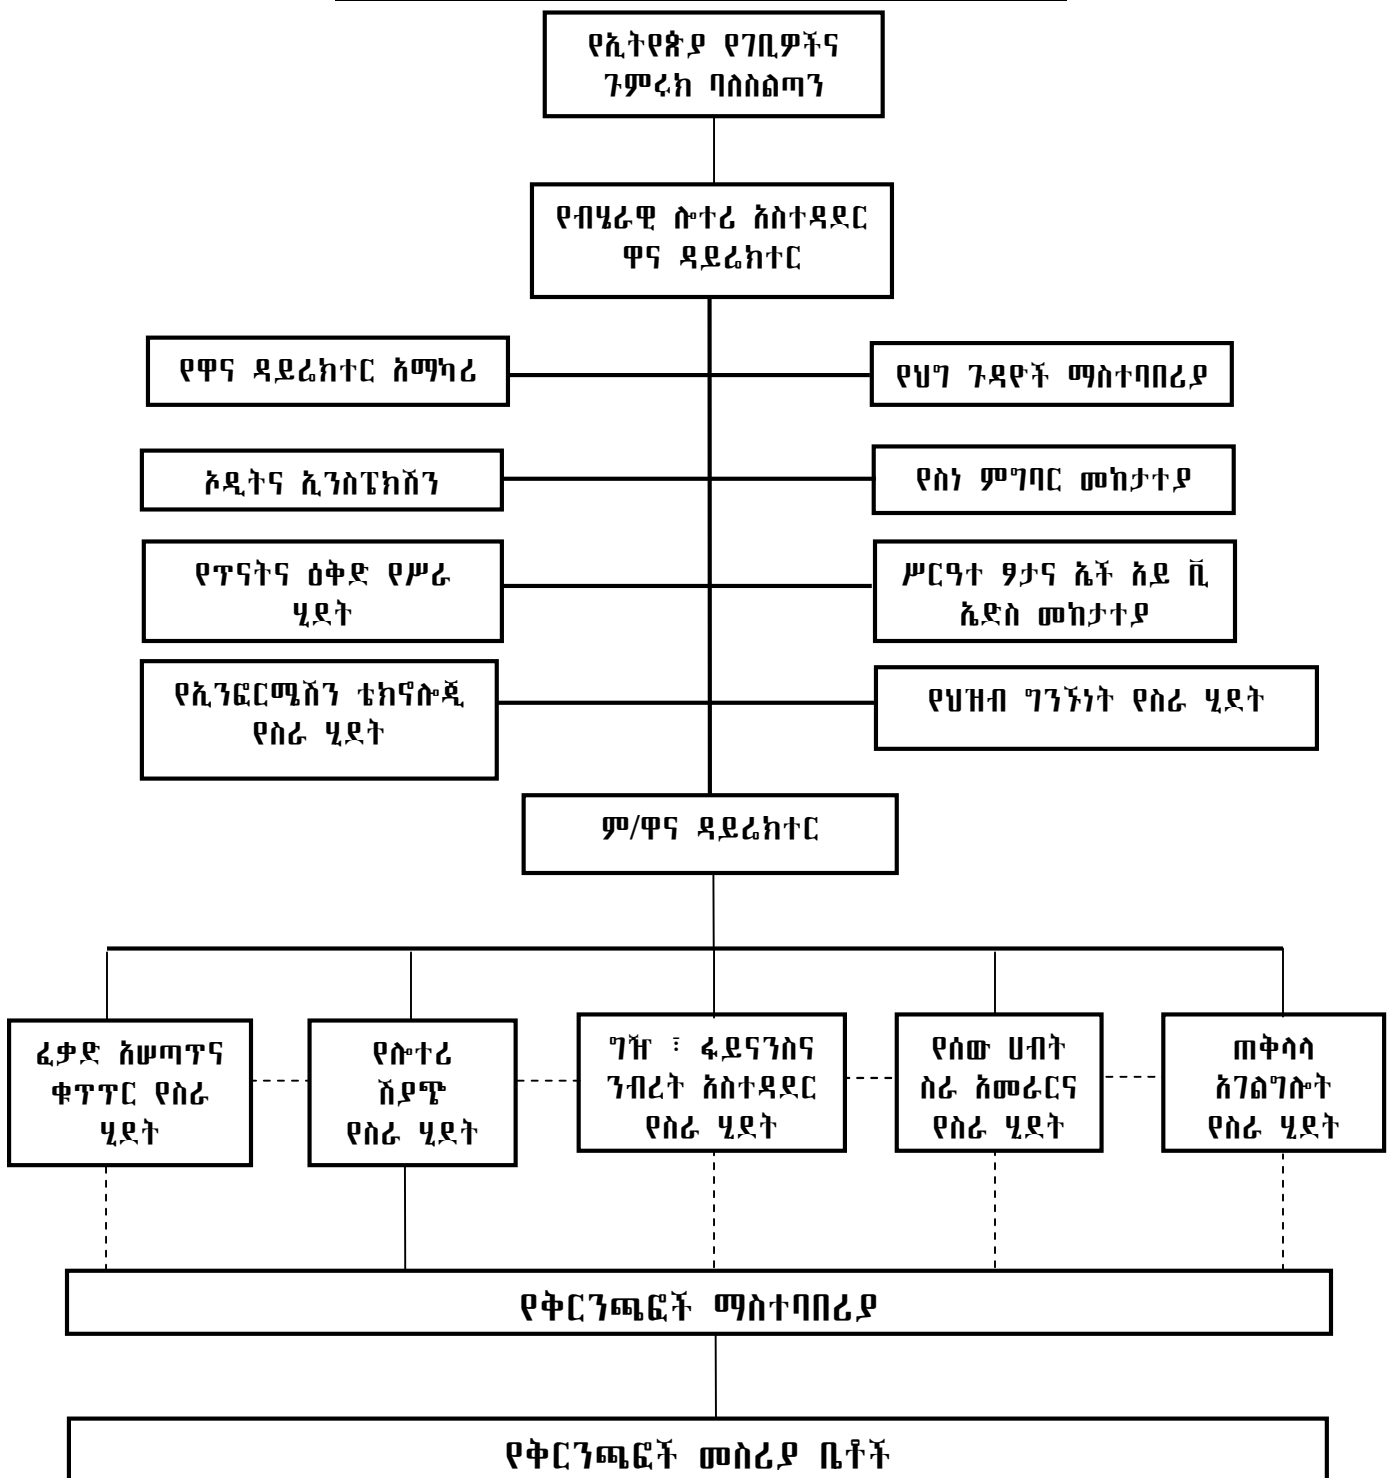 የኢትየጵያ የገቢዎችና
ጉምሩክ ባለስልጣን
የብሄራዊ ሎተሪ አስተዳደር
ዋና ዳይሬክተር
የዋና ዳይሬክተር አማካሪ
የህግ ጉዳዮች ማስተባበሪያ
ኦዲትና ኢንስፔክሽን
የስነ ምግባር መከታተያ
የጥናትና ዕቅድ የሥራ
ሂደት
ሥርዓተ ፆታና ኤች አይ ቪ
ኤድስ መከታተያ
የኢንፎርሜሽን ቴክኖሎጂ
የስራ ሂደት
የህዝብ ግንኙነት የስራ ሂደት
ም/ዋና ዳይሬክተር
ፈቃድ አሠጣጥና
ቁጥጥር የስራ
ሂደት
የሎተሪ
ሽያጭ
የስራ ሂደት
ግዥ ፣ ፋይናንስና
ንብረት አስተዳደር
የስራ ሂደት
የሰው ሀብት
ስራ አመራርና
የስራ ሂደት
ጠቅላላ
አገልግሎት
የስራ ሂደት
የቅርንጫፎች ማስተባበሪያ
የቅርንጫፎች መስሪያ ቤቶች